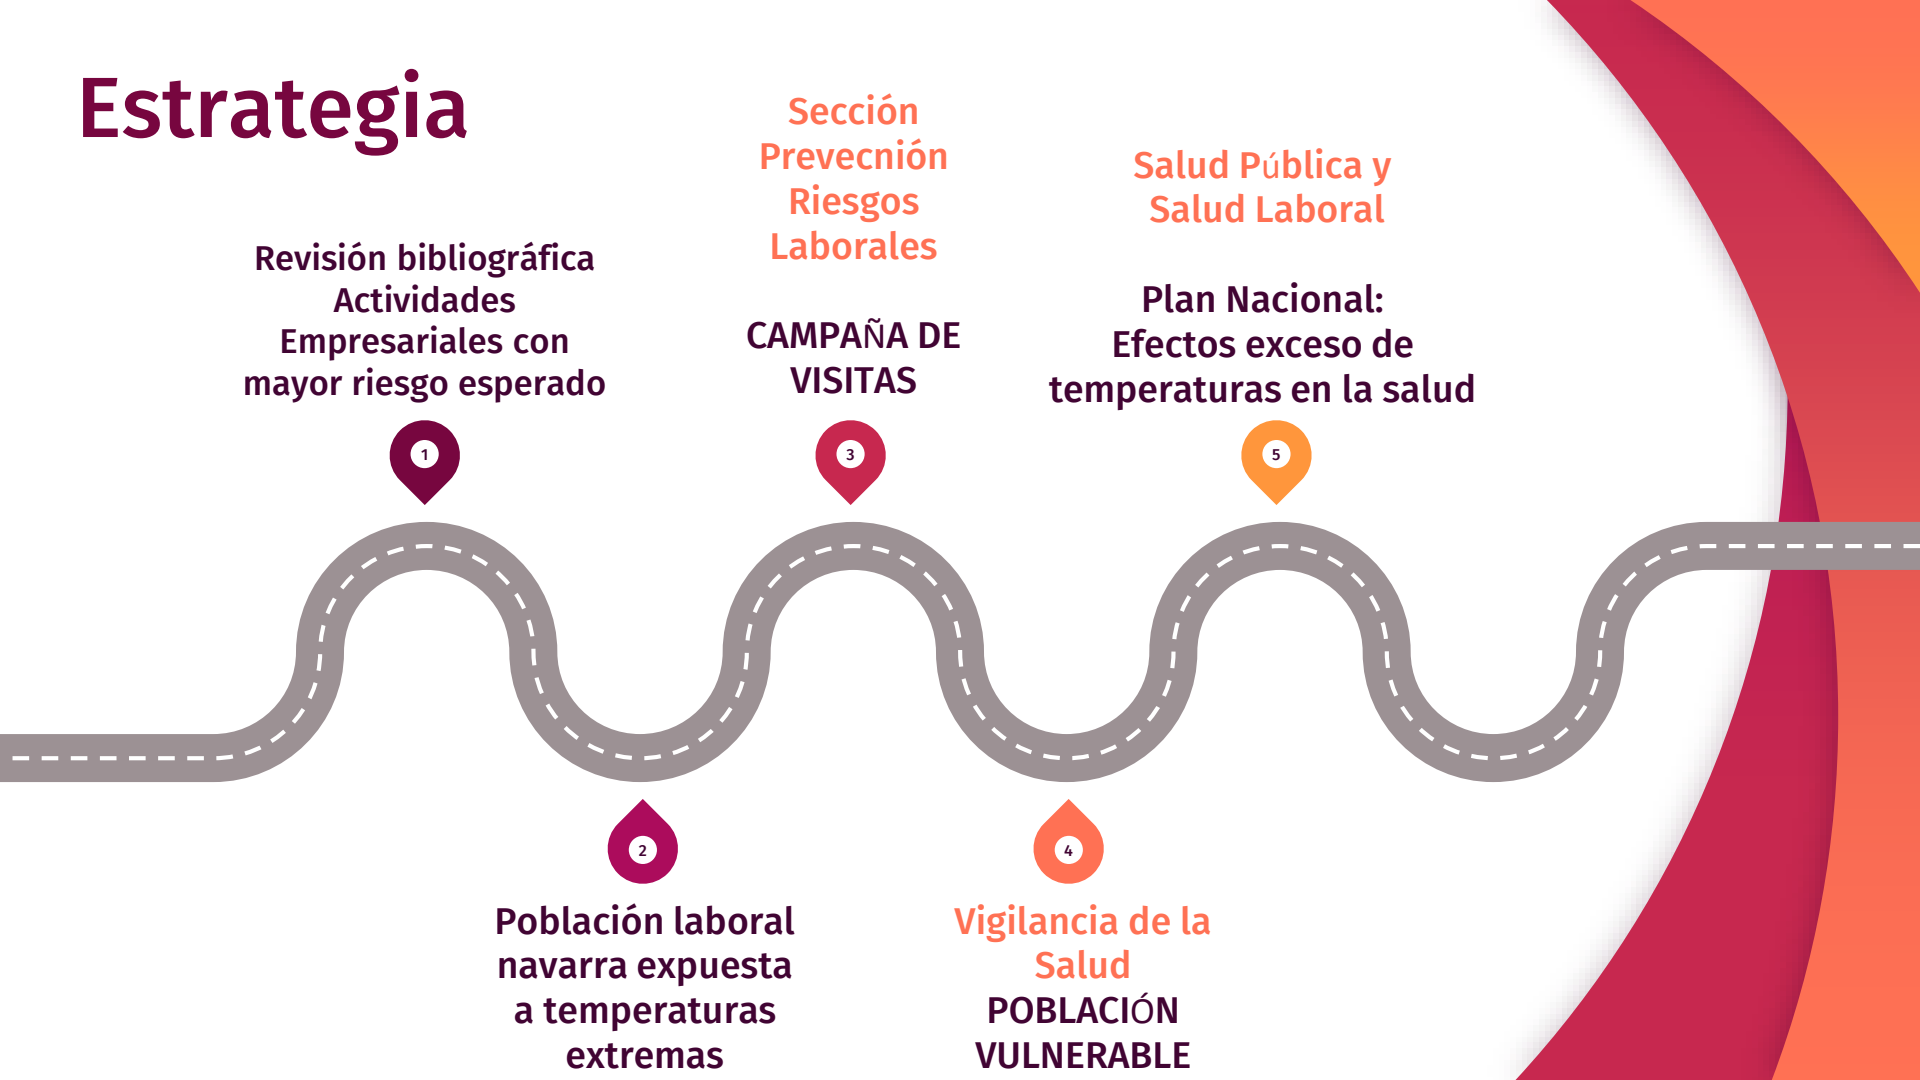 Estrategia
Revisión bibliográfica
Actividades
Empresariales con
mayor riesgo esperado
1
Población laboral
navarra expuesta
a temperaturas
extremas
2
Sección
Prevecnión
Riesgos
Laborales
CAMPAÑA DE
VISITAS
3
Vigilancia de la
Salud
POBLACIÓN
VULNERABLE
4
Salud Pública y
Salud Laboral
Plan Nacional:
Efectos exceso de
temperaturas en la salud
5